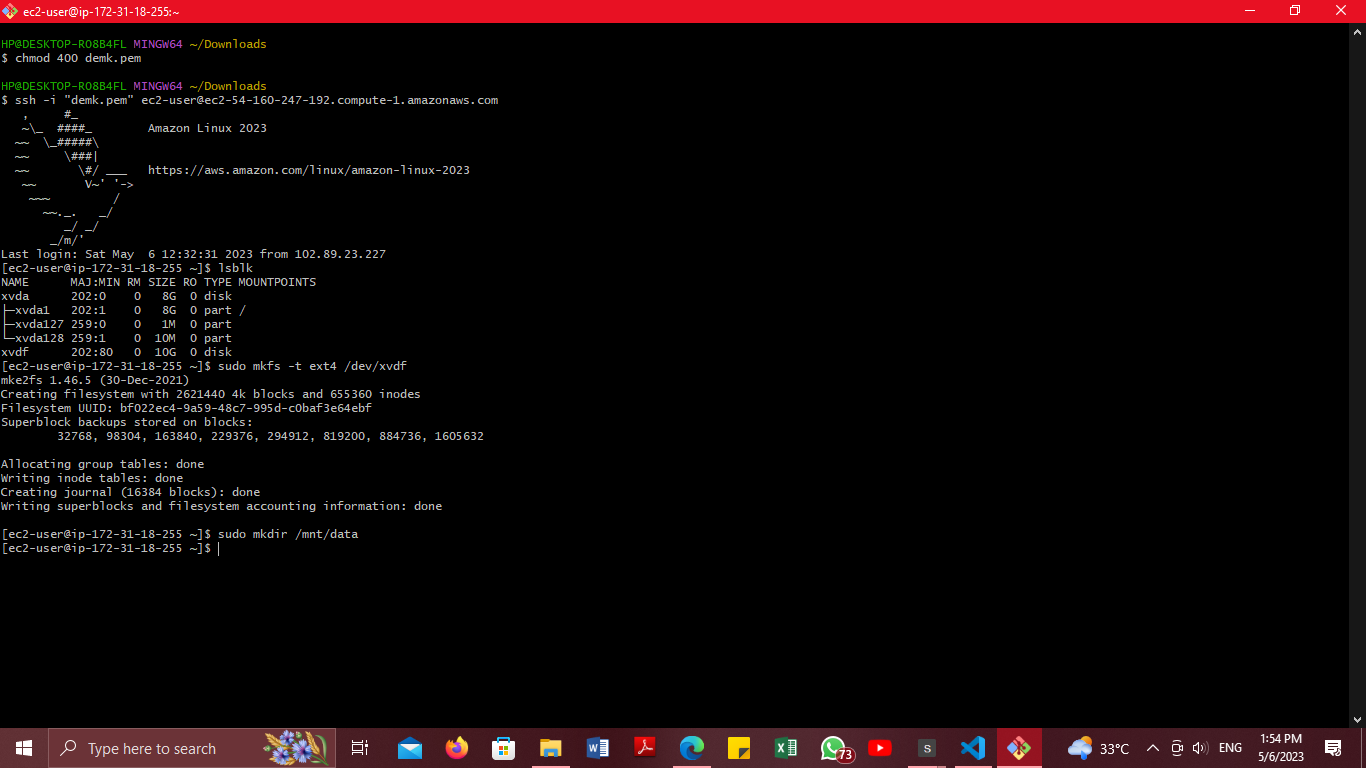 ec2-user@ip-172-31-18-255:~
HP@DESKTOP-RO8B4FL MINGW64 ~/Downloads
$ chmod 400 demk.pem
HP@DESKTOP-RO8B4FL MINGW64 ~/Downloads
$ ssh -i "demk.pem" ec2-user@ec2-54-160-247-192.compute-1.amazonaws.com
   ,     #_
   ~\_  ####_        Amazon Linux 2023
  ~~  \_#####\
  ~~     \###|
  ~~       \#/ ___   https://aws.amazon.com/linux/amazon-linux-2023
   ~~       V~' '->
    ~~~         /
      ~~._.   _/
         _/ _/
       _/m/'
Last login: Sat May  6 12:32:31 2023 from 102.89.23.227
[ec2-user@ip-172-31-18-255 ~]$ lsblk
NAME      MAJ:MIN RM SIZE RO TYPE MOUNTPOINTS
xvda      202:0    0   8G  0 disk
├─xvda1   202:1    0   8G  0 part /
├─xvda127 259:0    0   1M  0 part
└─xvda128 259:1    0  10M  0 part
xvdf      202:80   0  10G  0 disk
[ec2-user@ip-172-31-18-255 ~]$ sudo mkfs -t ext4 /dev/xvdf
mke2fs 1.46.5 (30-Dec-2021)
Creating filesystem with 2621440 4k blocks and 655360 inodes
Filesystem UUID: bf022ec4-9a59-48c7-995d-c0baf3e64ebf
Superblock backups stored on blocks:
        32768, 98304, 163840, 229376, 294912, 819200, 884736, 1605632
Allocating group tables: done
Writing inode tables: done
Creating journal (16384 blocks): done
Writing superblocks and filesystem accounting information: done
[ec2-user@ip-172-31-18-255 ~]$ sudo mkdir /mnt/data
[ec2-user@ip-172-31-18-255 ~]$
Type here to search
73
S
33°C
ENG
1:54 PM
5/6/2023